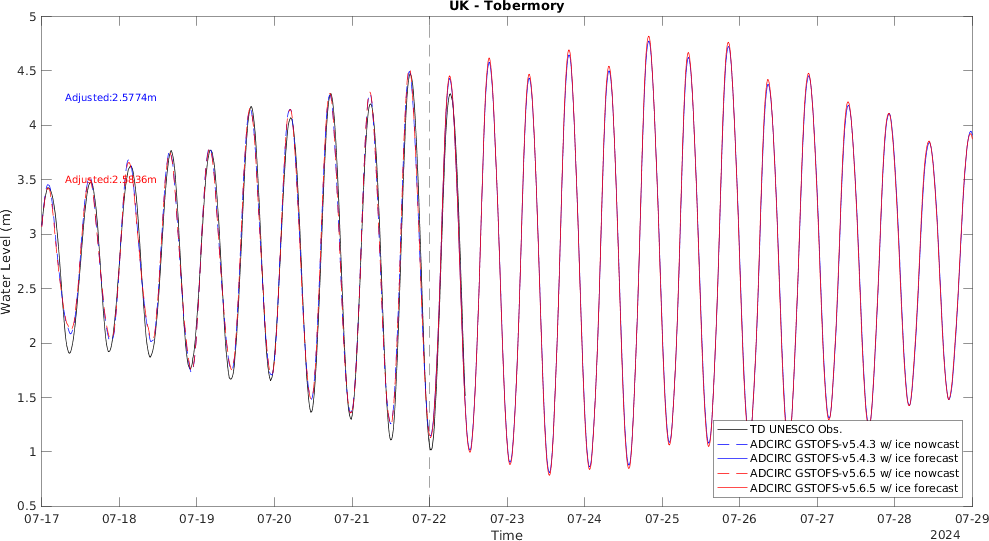 UK - Tobermory
Water Level (m)
5
4.5
4
3.5
3
2.5
2
1.5
1
0.5
Adjusted:2.5774m
Adjusted:2.5836m
TD UNESCO Obs.
ADCIRC GSTOFS-v5.4.3 w/ ice nowcast
ADCIRC GSTOFS-v5.4.3 w/ ice forecast
ADCIRC GSTOFS-v5.6.5 w/ ice nowcast
ADCIRC GSTOFS-v5.6.5 w/ ice forecast
07-17 07-18 07-19 07-20 07-21 07-22 07-23 07-24 07-25 07-26 07-27 07-28 07-29
Time
2024